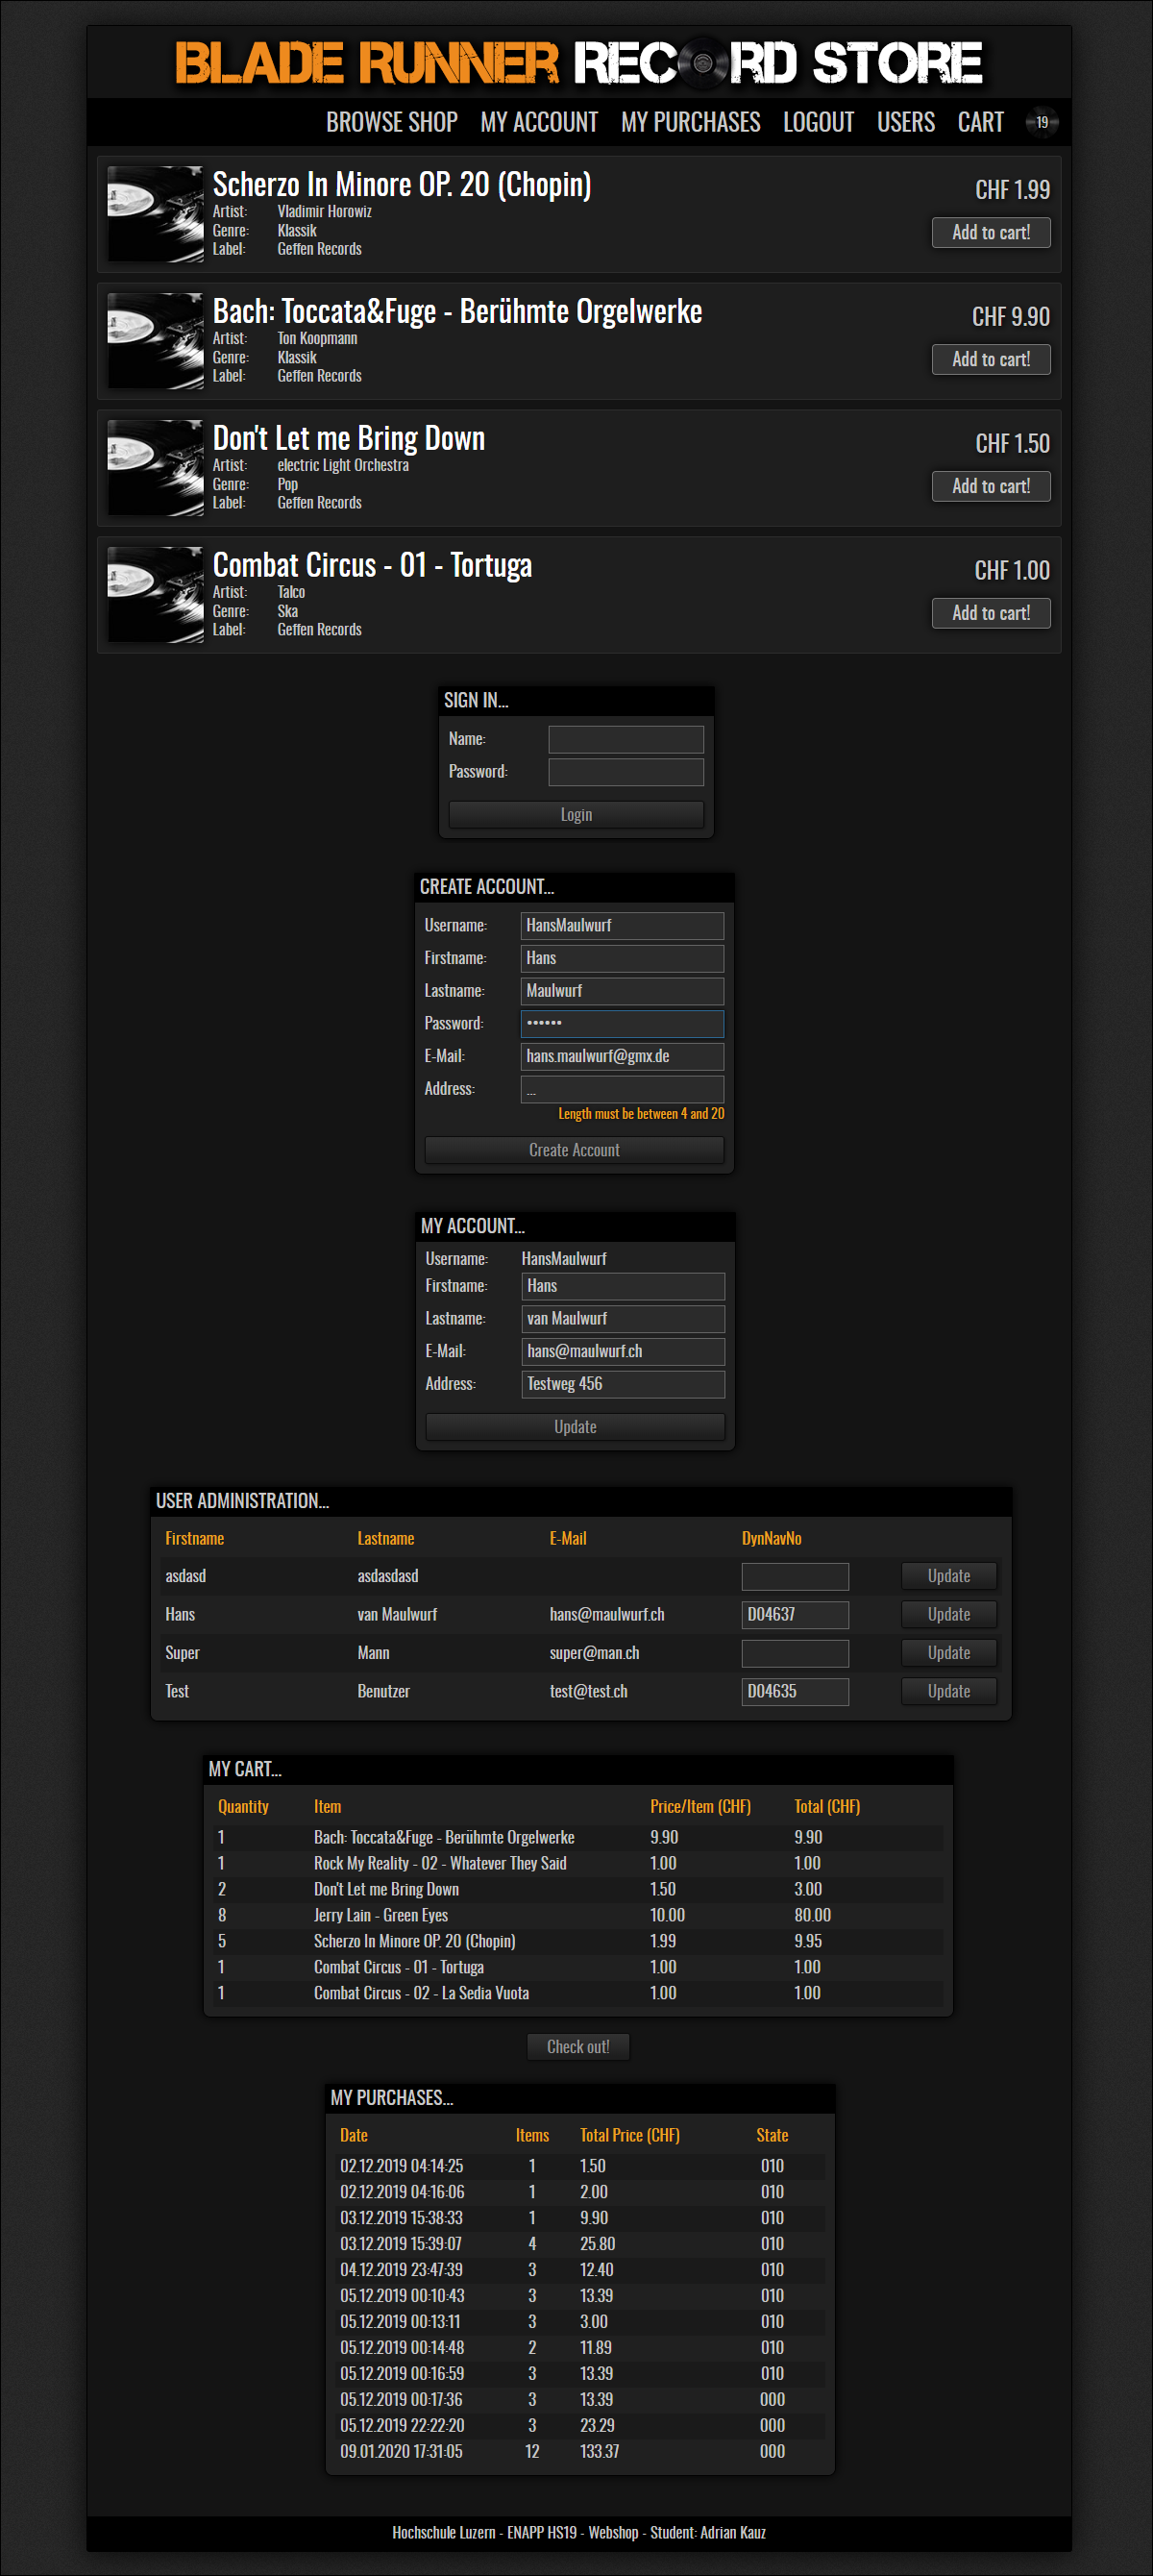 BLADE RUNNER RECORD STORE
BROWSE SHOP MY ACCOUNT MY PURCHASES LOGOUT USERS CART 19
Scherzo In Minore OP. 20 (Chopin) CHF 1.99
Artist: Vladimir Horowiz
Genre: Klassik
Label: Geffen Records
Add to cart!
Bach: Toccata&Fuge - Berühmte Orgelwerke CHF 9.90
Artist: Ton Koopmann
Genre: Klassik
Label: Geffen Records
Add to cart!
Don't Let me Bring Down CHF 1.50
Artist: electric Light Orchestra
Genre: Pop
Label: Geffen Records
Add to cart!
Combat Circus - 01 - Tortuga CHF 1.00
Artist: Talco
Genre: Ska
Label: Geffen Records
Add to cart!
SIGN IN...
Name:
Password:
Login
CREATE ACCOUNT...
Username: HansMaulwurf
Firstname: Hans
Lastname: Maulwurf
Password: ••••••
E-Mail: hans.maulwurf@gmx.de
Address: ...
Length must be between 4 and 20
Create Account
MY ACCOUNT...
Username: HansMaulwurf
Firstname: Hans
Lastname: van Maulwurf
E-Mail: hans@maulwurf.ch
Address: Testweg 456
Update
USER ADMINISTRATION...
Firstname Lastname E-Mail DynNavNo
asdasd asdasdasd Update
Hans van Maulwurf hans@maulwurf.ch D04637 Update
Super Mann super@man.ch Update
Test Benutzer test@test.ch D04635 Update
MY CART...
Quantity Item Price/Item (CHF) Total (CHF)
1 Bach: Toccata&Fuge - Berühmte Orgelwerke 9.90 9.90
1 Rock My Reality - 02 - Whatever They Said 1.00 1.00
2 Don't Let me Bring Down 1.50 3.00
8 Jerry Lain - Green Eyes 10.00 80.00
5 Scherzo In Minore OP. 20 (Chopin) 1.99 9.95
1 Combat Circus - 01 - Tortuga 1.00 1.00
1 Combat Circus - 02 - La Sedia Vuota 1.00 1.00
Check out!
MY PURCHASES...
Date Items Total Price (CHF) State
02.12.2019 04:14:25 1 1.50 010
02.12.2019 04:16:06 1 2.00 010
03.12.2019 15:38:33 1 9.90 010
03.12.2019 15:39:07 4 25.80 010
04.12.2019 23:47:39 3 12.40 010
05.12.2019 00:10:43 3 13.39 010
05.12.2019 00:13:11 3 3.00 010
05.12.2019 00:14:48 2 11.89 010
05.12.2019 00:16:59 3 13.39 010
05.12.2019 00:17:36 3 13.39 000
05.12.2019 22:22:20 3 23.29 000
09.01.2020 17:31:05 12 133.37 000
Hochschule Luzern - ENAPP HS19 - Webshop - Student: Adrian Kauz